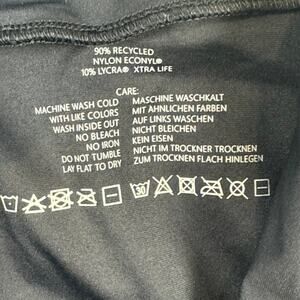 90% RECYCLED
NYLON ECONYL®
10% LYCRA® XTRA LIFE
CARE:
MACHINE WASH COLD
WITH LIKE COLORS
WASH INSIDE OUT
NO BLEACH
NO IRON
DO NOT TUMBLE
LAY FLAT TO DRY
MASCHINE WASCHKALT
MIT ÄHNLICHEN FARBEN
AUF LINKS WASCHEN
NICHT BLEICHEN
KEIN EISEN
NICHT IM TROCKNER TROCKNEN
ZUM TROCKNEN FLACH HINLEGEN
30